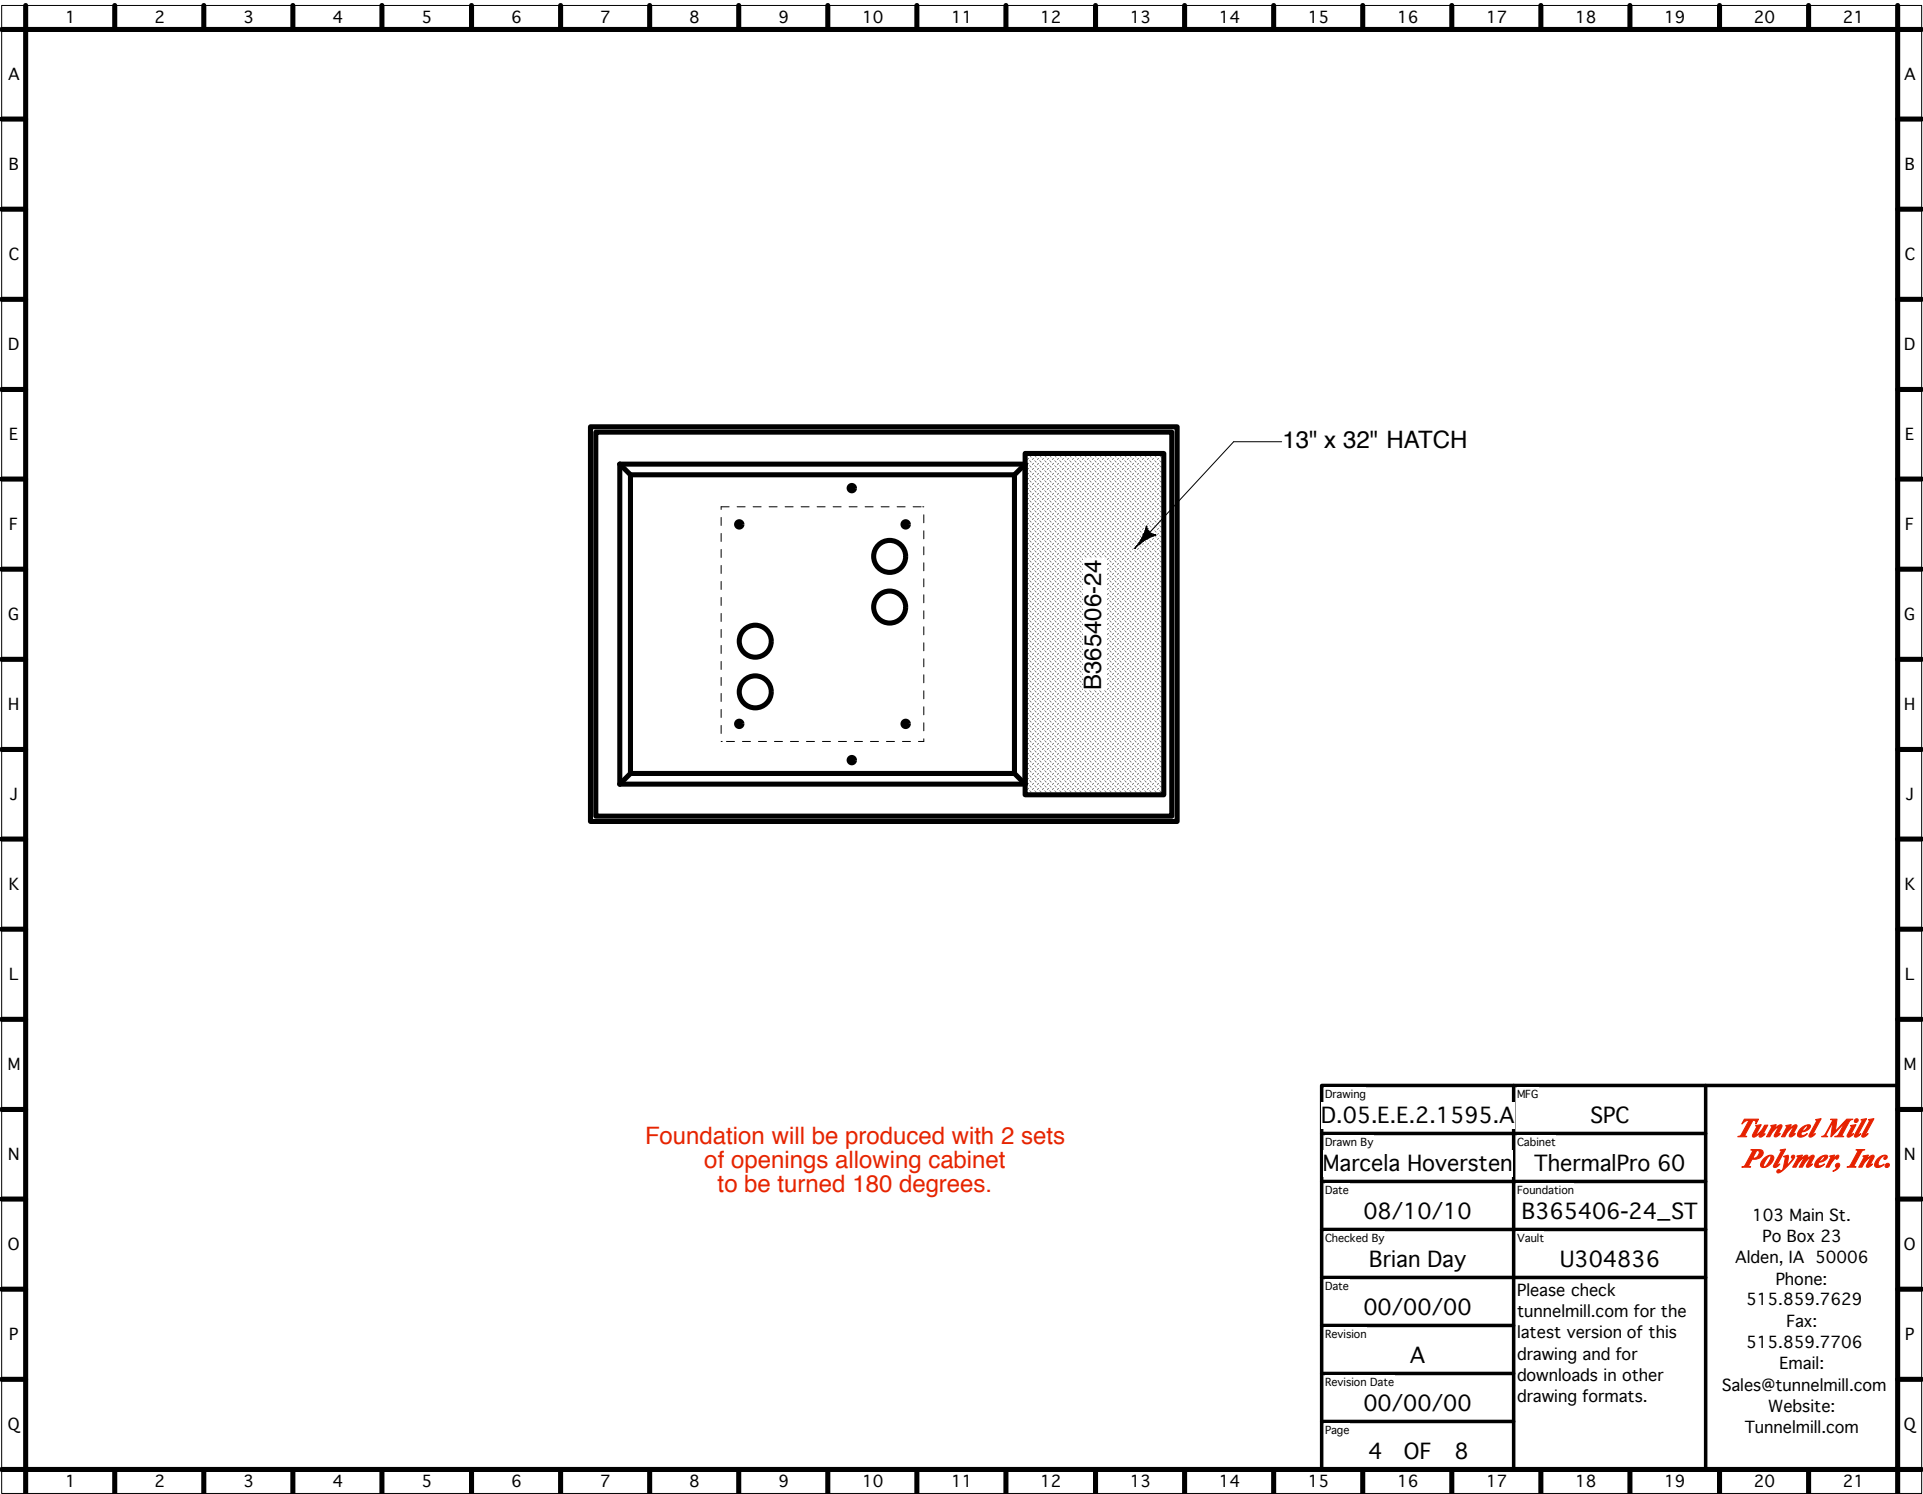 1 2 3 4 5 6 7 8 9 10 11 12 13 14 15 16 17 18 19 20 21
A A
B B
C C
D D
E E
F F
G G
H H
J J
K K
L L
M M
N N
O O
P P
Q Q
13" x 32" HATCH
B365406-24
Foundation will be produced with 2 sets
of openings allowing cabinet
to be turned 180 degrees.
Drawing
D.05.E.E.2.1595.A
Drawn By
Marcela Hoversten
Date
08/10/10
Checked By
Brian Day
Date
00/00/00
Revision
A
Revision Date
00/00/00
Page
4 OF 8
MFG
SPC
Cabinet
ThermalPro 60
Foundation
B365406-24_ST
Vault
U304836
Please check
tunnelmill.com for the
latest version of this
drawing and for
downloads in other
drawing formats.
Tunnel Mill
Polymer, Inc.
103 Main St.
Po Box 23
Alden, IA 50006
Phone:
515.859.7629
Fax:
515.859.7706
Email:
Sales@tunnelmill.com
Website:
Tunnelmill.com
1 2 3 4 5 6 7 8 9 10 11 12 13 14 15 16 17 18 19 20 21